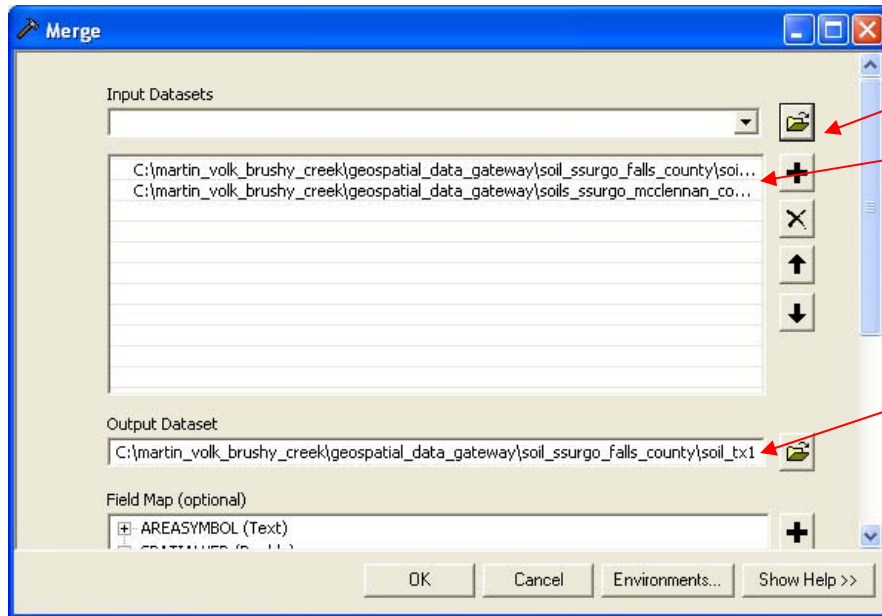 Merge
Input Datasets
C:\martin_volk_brushy_creek\geospatial_data_gateway\soil_ssurgo_falls_county\soi...
C:\martin_volk_brushy_creek\geospatial_data_gateway\soils_ssurgo_mcclennan_co...
Output Dataset
C:\martin_volk_brushy_creek\geospatial_data_gateway\soil_ssurgo_falls_county\soil_tx1
Field Map (optional)
AREASYMBOL (Text)
OK Cancel Environments... Show Help >>